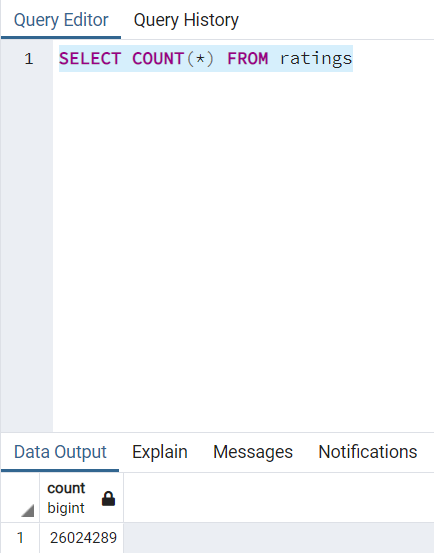 Query Editor Query History
1 SELECT COUNT(*) FROM ratings
Data Output Explain Messages Notifications
count
bigint
1 26024289